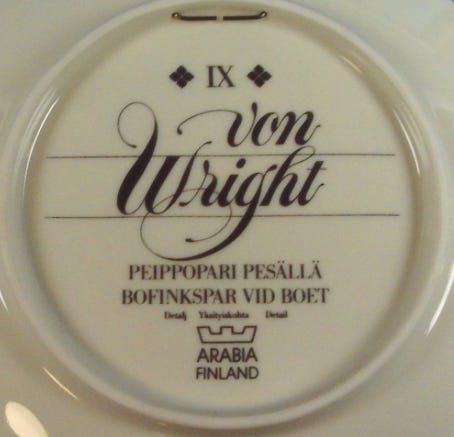 IX
von
Wright
PEIPPOPARI PESÄLLÄ
BOFINKSPAR VID BOET
Detalj Yksityiskohta Detail
ARABIA
FINLAND